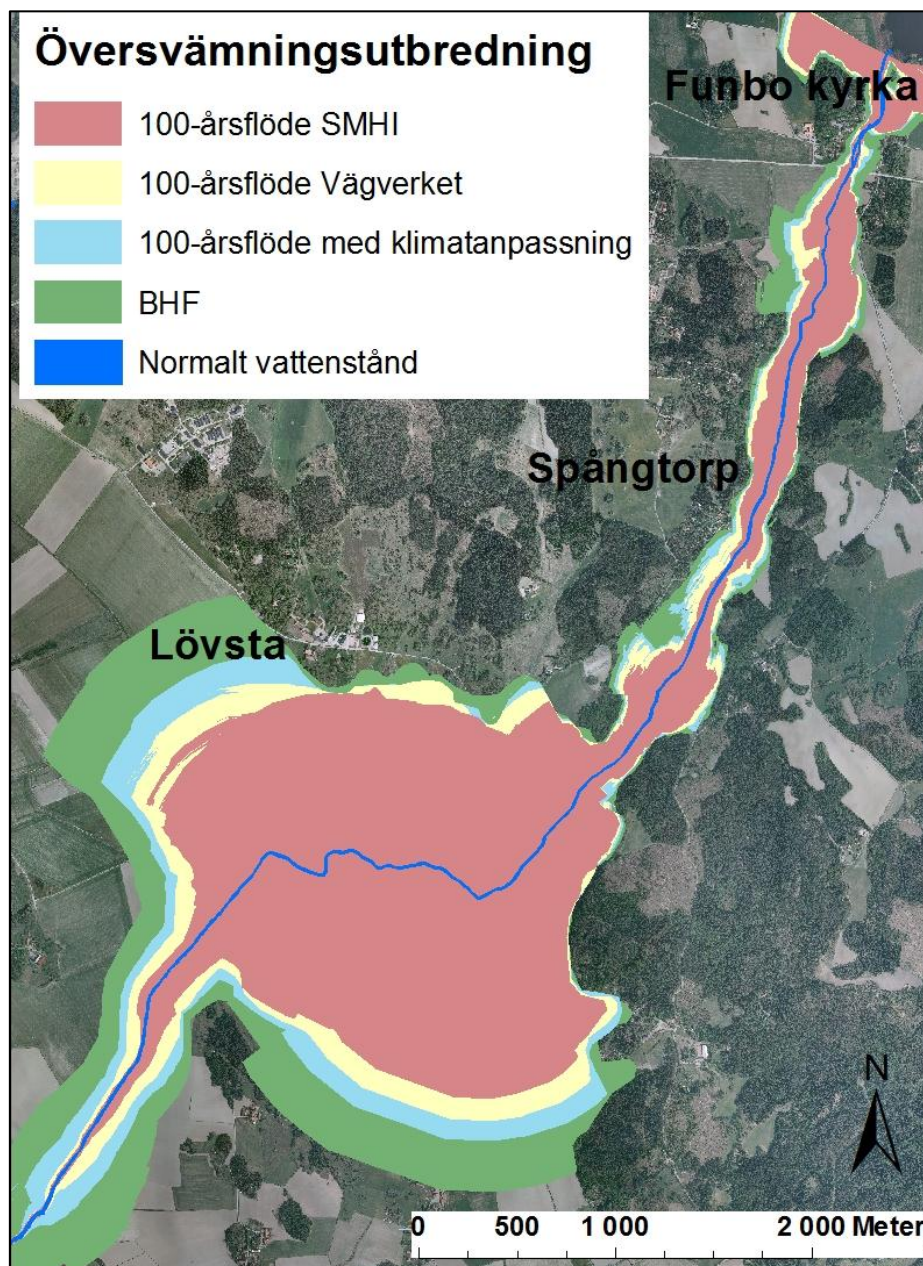 Översvämningsutbredning
100-årsflöde SMHI
100-årsflöde Vägverket
100-årsflöde med klimatanpassning
BHF
Normalt vattenstånd
Funbo kyrka
Spångtorp
Lövsta
N
0 500 1 000 2 000 Meter